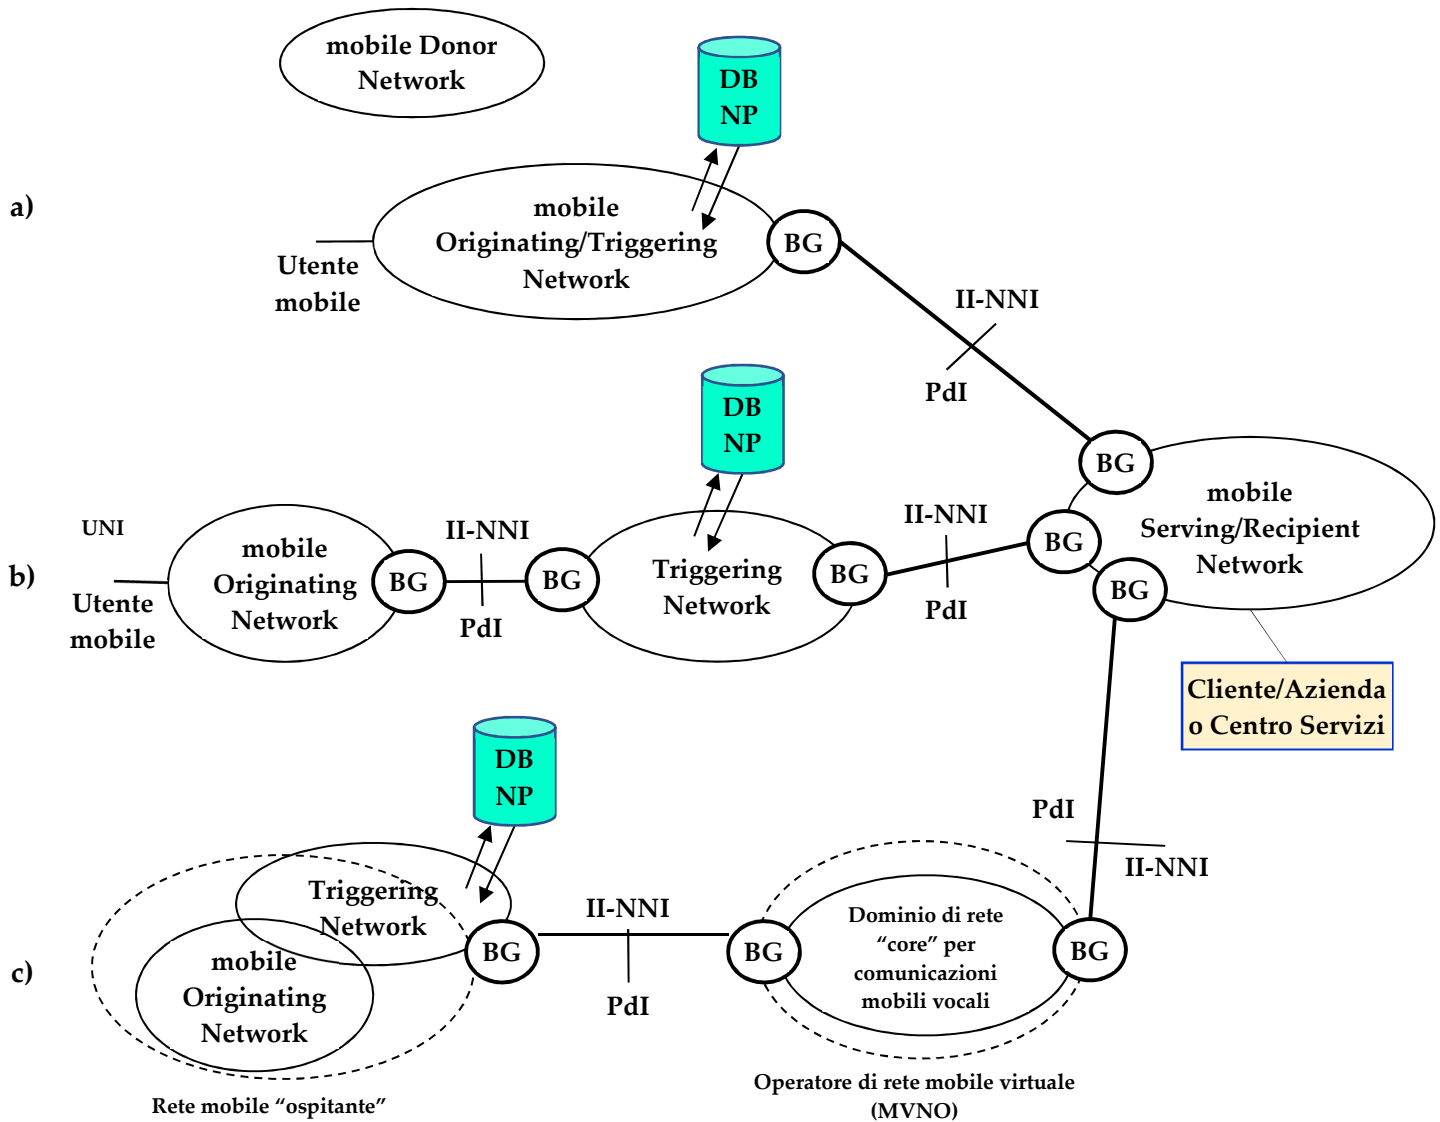 mobile Donor
Network
DB
NP
a)
mobile
Originating/Triggering
Network
BG
Utente
mobile
II-NNI
PdI
DB
NP
BG
mobile
Serving/Recipient
Network
BG
BG
UNI
b)
Utente
mobile
mobile
Originating
Network
BG
II-NNI
PdI
BG
Triggering
Network
BG
II-NNI
PdI
Cliente/Azienda
o Centro Servizi
DB
NP
PdI
II-NNI
c)
Triggering
Network
mobile
Originating
Network
BG
II-NNI
PdI
BG
Dominio di rete
“core” per
comunicazioni
mobili vocali
BG
Rete mobile “ospitante”
Operatore di rete mobile virtuale
(MVNO)